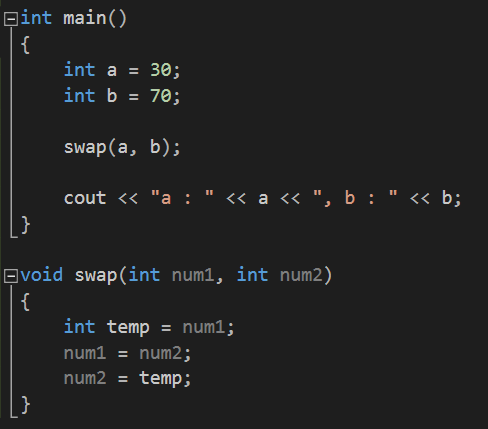 int main()
{
    int a = 30;
    int b = 70;

    swap(a, b);

    cout << "a : " << a << ", b : " << b;
}

void swap(int num1, int num2)
{
    int temp = num1;
    num1 = num2;
    num2 = temp;
}